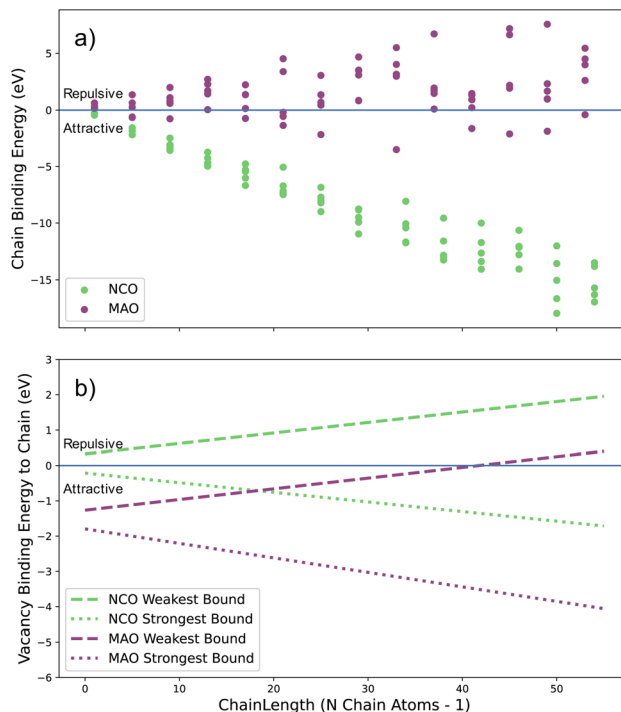 a)
Chain Binding Energy (eV)
5
0
−5
−10
−15
Repulsive
Attractive
NCO
MAO
b)
Vacancy Binding Energy to Chain (eV)
3
2
1
0
−1
−2
−3
−4
−5
−6
Repulsive
Attractive
NCO Weakest Bound
NCO Strongest Bound
MAO Weakest Bound
MAO Strongest Bound
0 10 20 30 40 50
ChainLength (N Chain Atoms - 1)